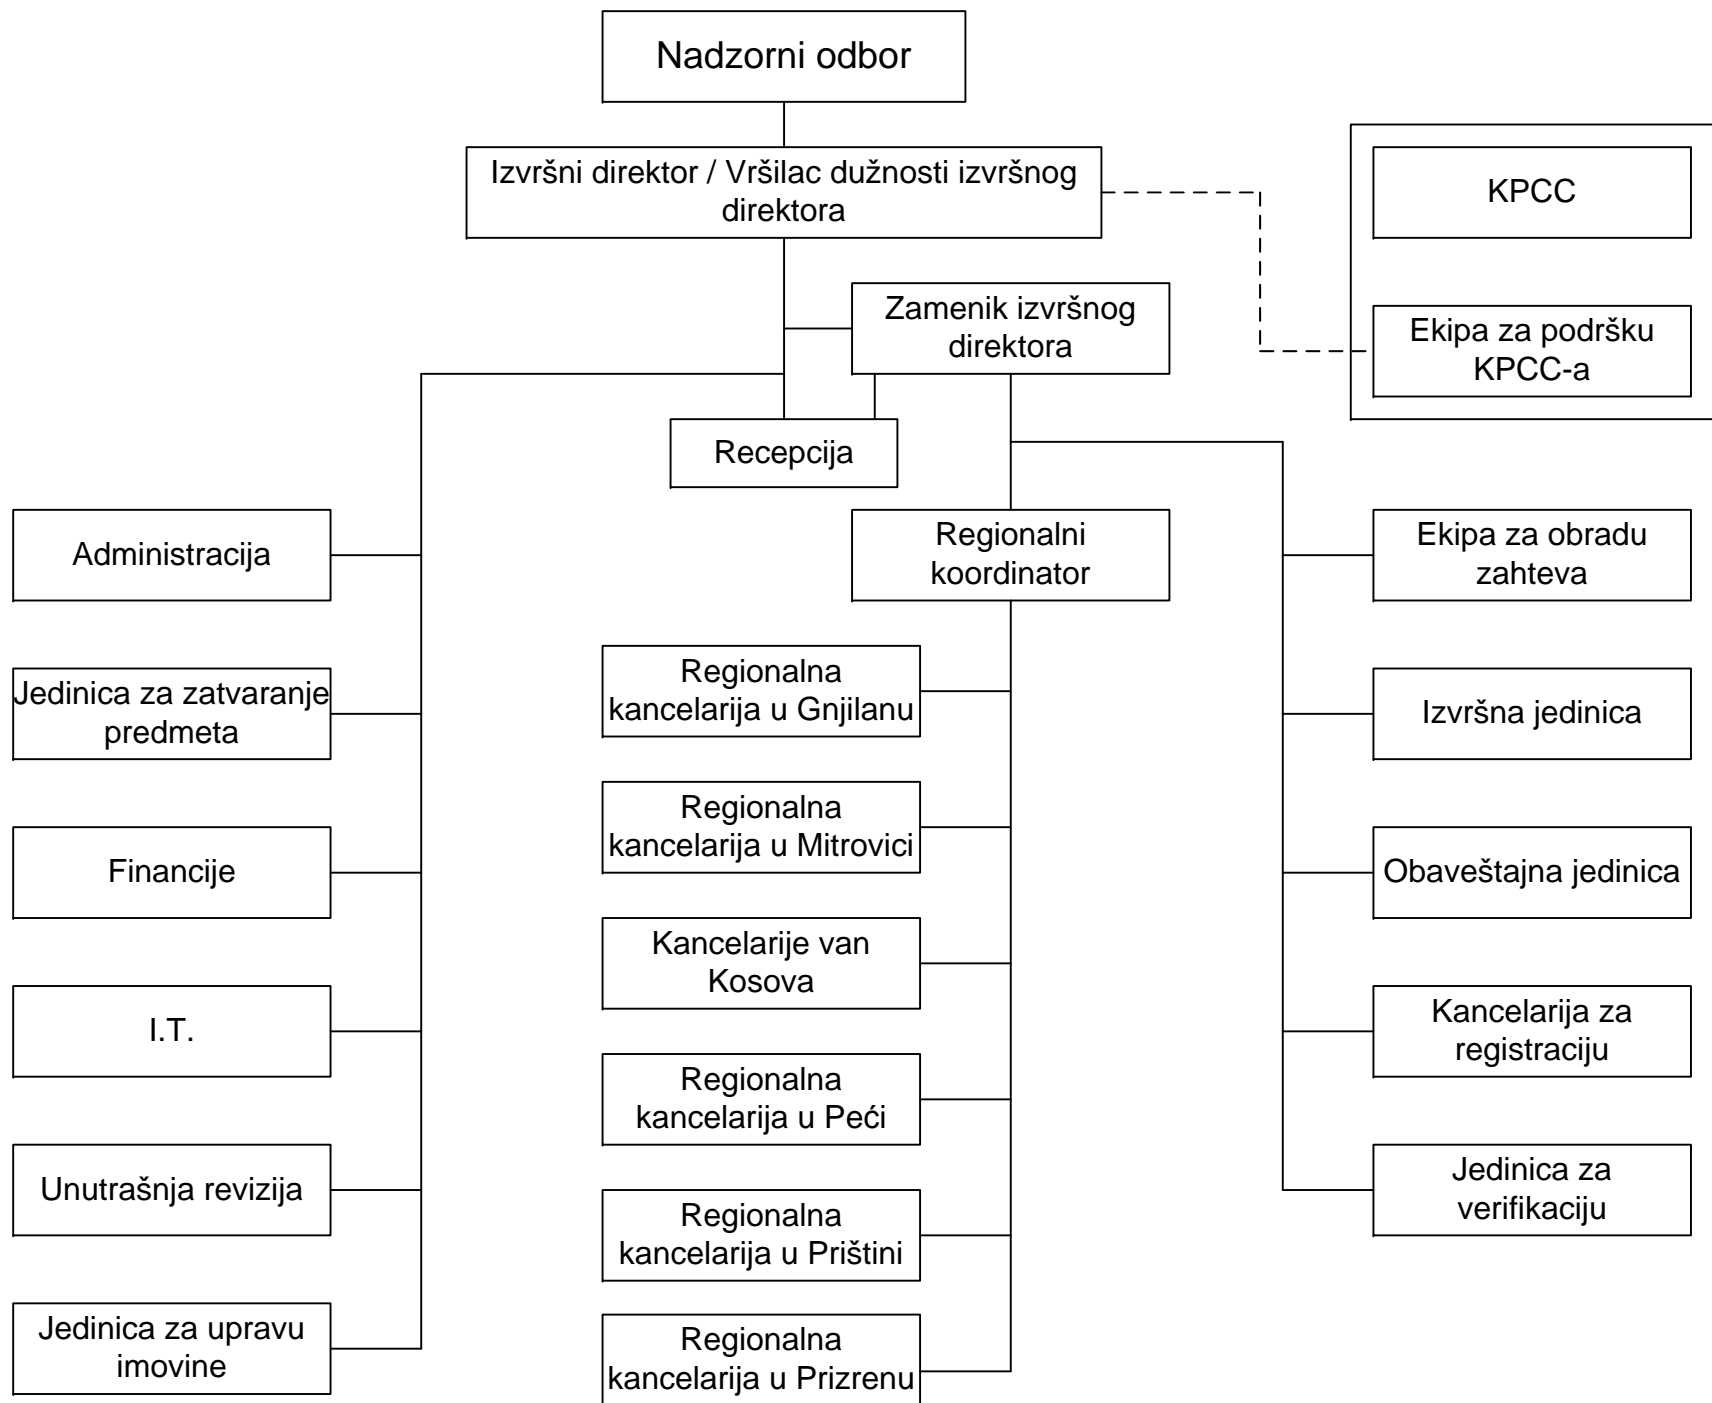 Nadzorni odbor
Izvršni direktor / Vršilac dužnosti izvršnog
direktora
KPCC
Zamenik izvršnog
direktora
Ekipa za podršku
KPCC-a
Recepcija
Administracija
Jedinica za zatvaranje
predmeta
Financije
I.T.
Unutrašnja revizija
Jedinica za upravu
imovine
Regionalni
koordinator
Regionalna
kancelarija u Gnjilanu
Regionalna
kancelarija u Mitrovici
Kancelarije van
Kosova
Regionalna
kancelarija u Peći
Regionalna
kancelarija u Prištini
Regionalna
kancelarija u Prizrenu
Ekipa za obradu
zahteva
Izvršna jedinica
Obaveštajna jedinica
Kancelarija za
registraciju
Jedinica za
verifikaciju